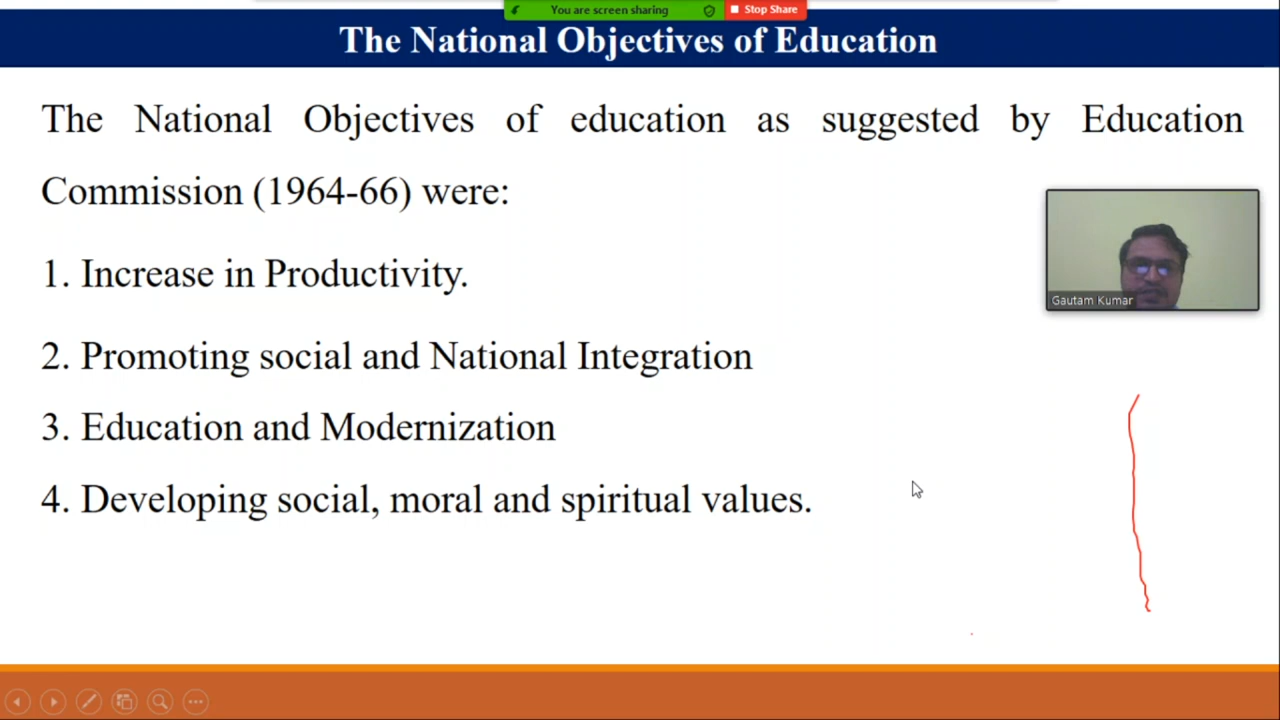 You are screen sharing Stop Share
The National Objectives of Education
The National Objectives of education as suggested by Education
Commission (1964-66) were:
1. Increase in Productivity.
Gautam Kumar
2. Promoting social and National Integration
3. Education and Modernization
4. Developing social, moral and spiritual values.